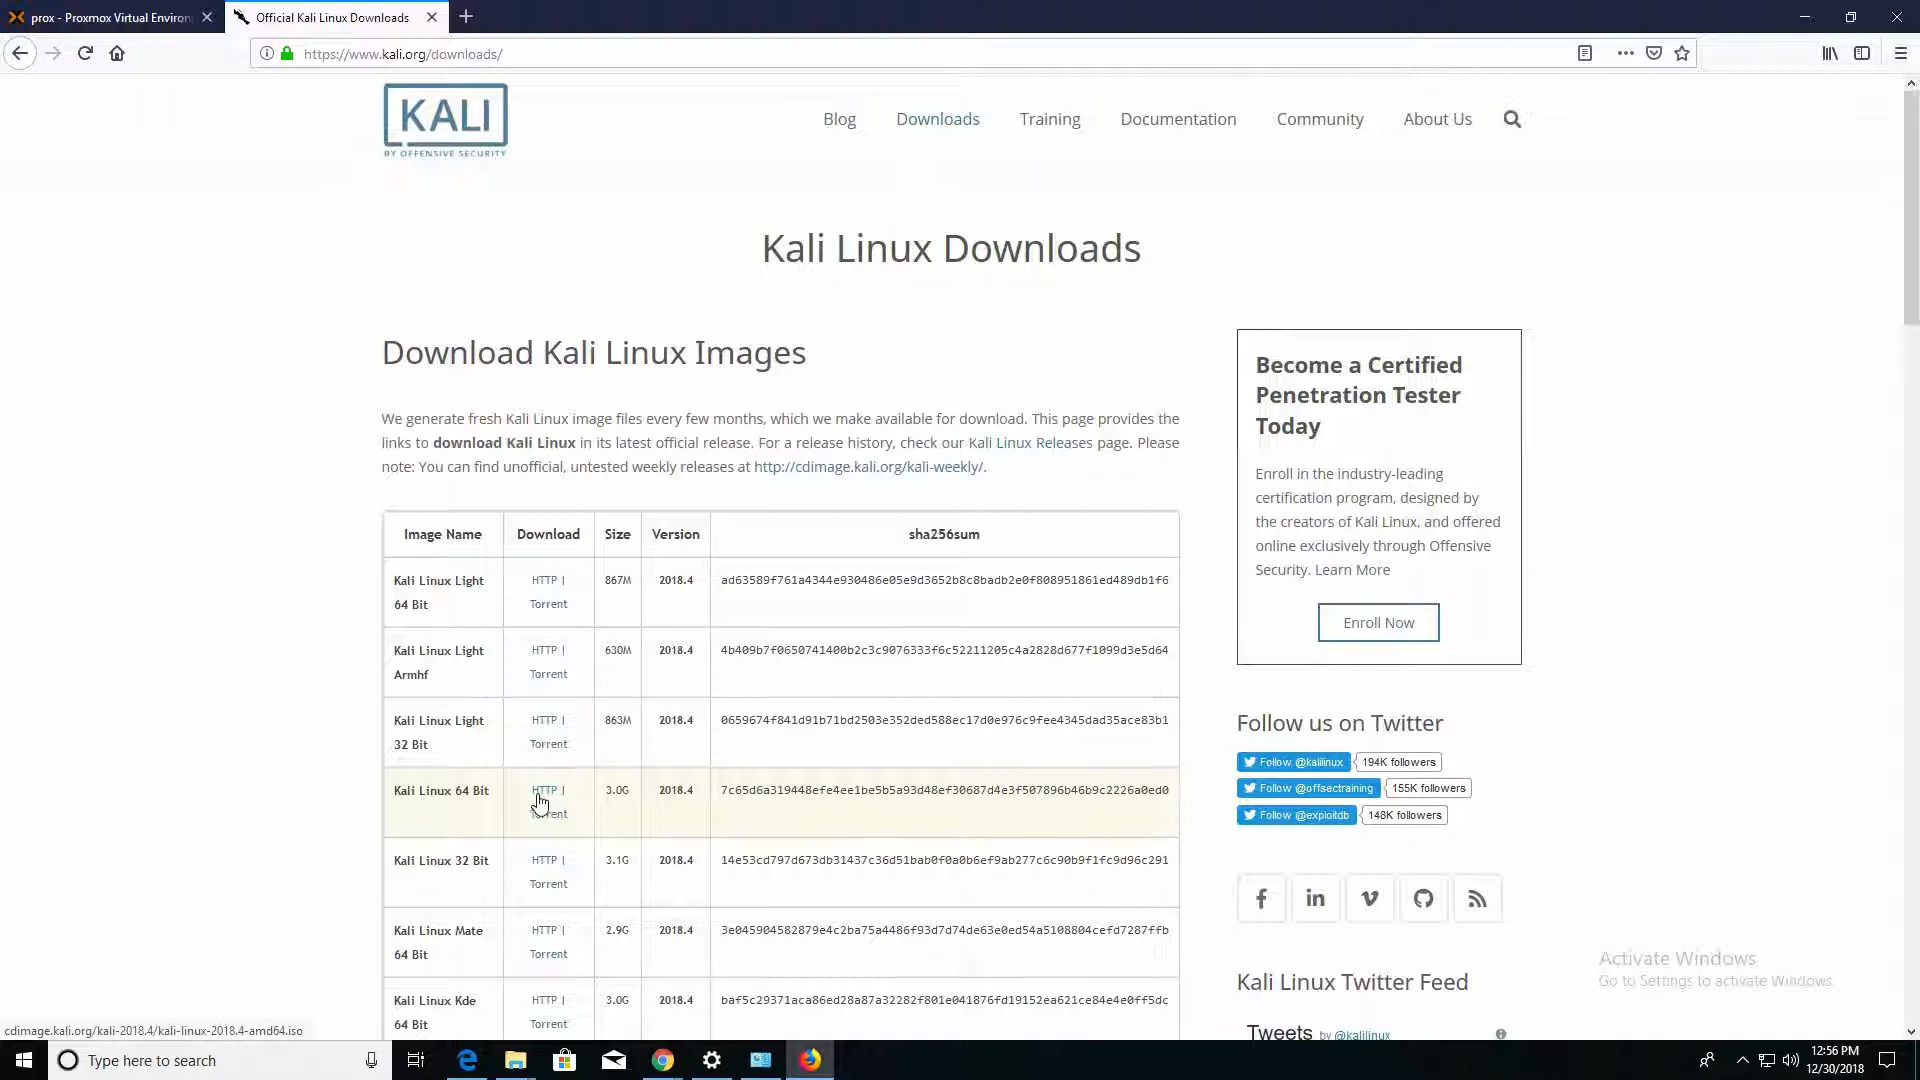 prox - Proxmox Virtual Environ
Official Kali Linux Downloads
https://www.kali.org/downloads/
KALI
BY OFFENSIVE SECURITY
Blog
Downloads
Training
Documentation
Community
About Us
Kali Linux Downloads
Download Kali Linux Images
We generate fresh Kali Linux image files every few months, which we make available for download. This page provides the
links to download Kali Linux in its latest official release. For a release history, check our Kali Linux Releases page. Please
note: You can find unofficial, untested weekly releases at http://cdimage.kali.org/kali-weekly/.
Image Name Download Size Version sha256sum
Kali Linux Light HTTP | 867M 2018.4 ad63589f761a4344e930486e05e9d3652b8c8badb2e0f808951861ed489db1f6
64 Bit Torrent
Kali Linux Light HTTP | 630M 2018.4 4b409b7f0650741400b2c3c9076333f6c52211205c4a2828d677f1099d3e5d64
Armhf Torrent
Kali Linux Light HTTP | 863M 2018.4 0659674f841d91b71bd2503e352ded588ec17d0e976c9fee4345dad35ace83b1
32 Bit Torrent
Kali Linux 64 Bit HTTP | 3.0G 2018.4 7c65d6a319448efe4ee1be5b5a93d48ef30687d4e3f507896b46b9c2226a0ed0
Torrent
Kali Linux 32 Bit HTTP | 3.1G 2018.4 14e53cd797d673db31437c36d51bab0f0a0b6ef9ab277c6c90b9f1fc9d96c291
Torrent
Kali Linux Mate HTTP | 2.9G 2018.4 3e045904582879e4c2ba75a4486f93d7d74de63e0ed54a5108804cefd7287ffb
64 Bit Torrent
Kali Linux Kde HTTP | 3.0G 2018.4 baf5c29371aca86ed28a87a32282f801e041876fd19152ea621ce84e4e0ff5dc
64 Bit Torrent
Become a Certified
Penetration Tester
Today
Enroll in the industry-leading
certification program, designed by
the creators of Kali Linux, and offered
online exclusively through Offensive
Security. Learn More
Enroll Now
Follow us on Twitter
Follow @kalilinux 194K followers
Follow @offsectraining 155K followers
Follow @exploitdb 148K followers
Kali Linux Twitter Feed
Tweets by @kalilinux
Activate Windows
Go to Settings to activate Windows.
cdimage.kali.org/kali-2018.4/kali-linux-2018.4-amd64.iso
Type here to search
12:56 PM
12/30/2018